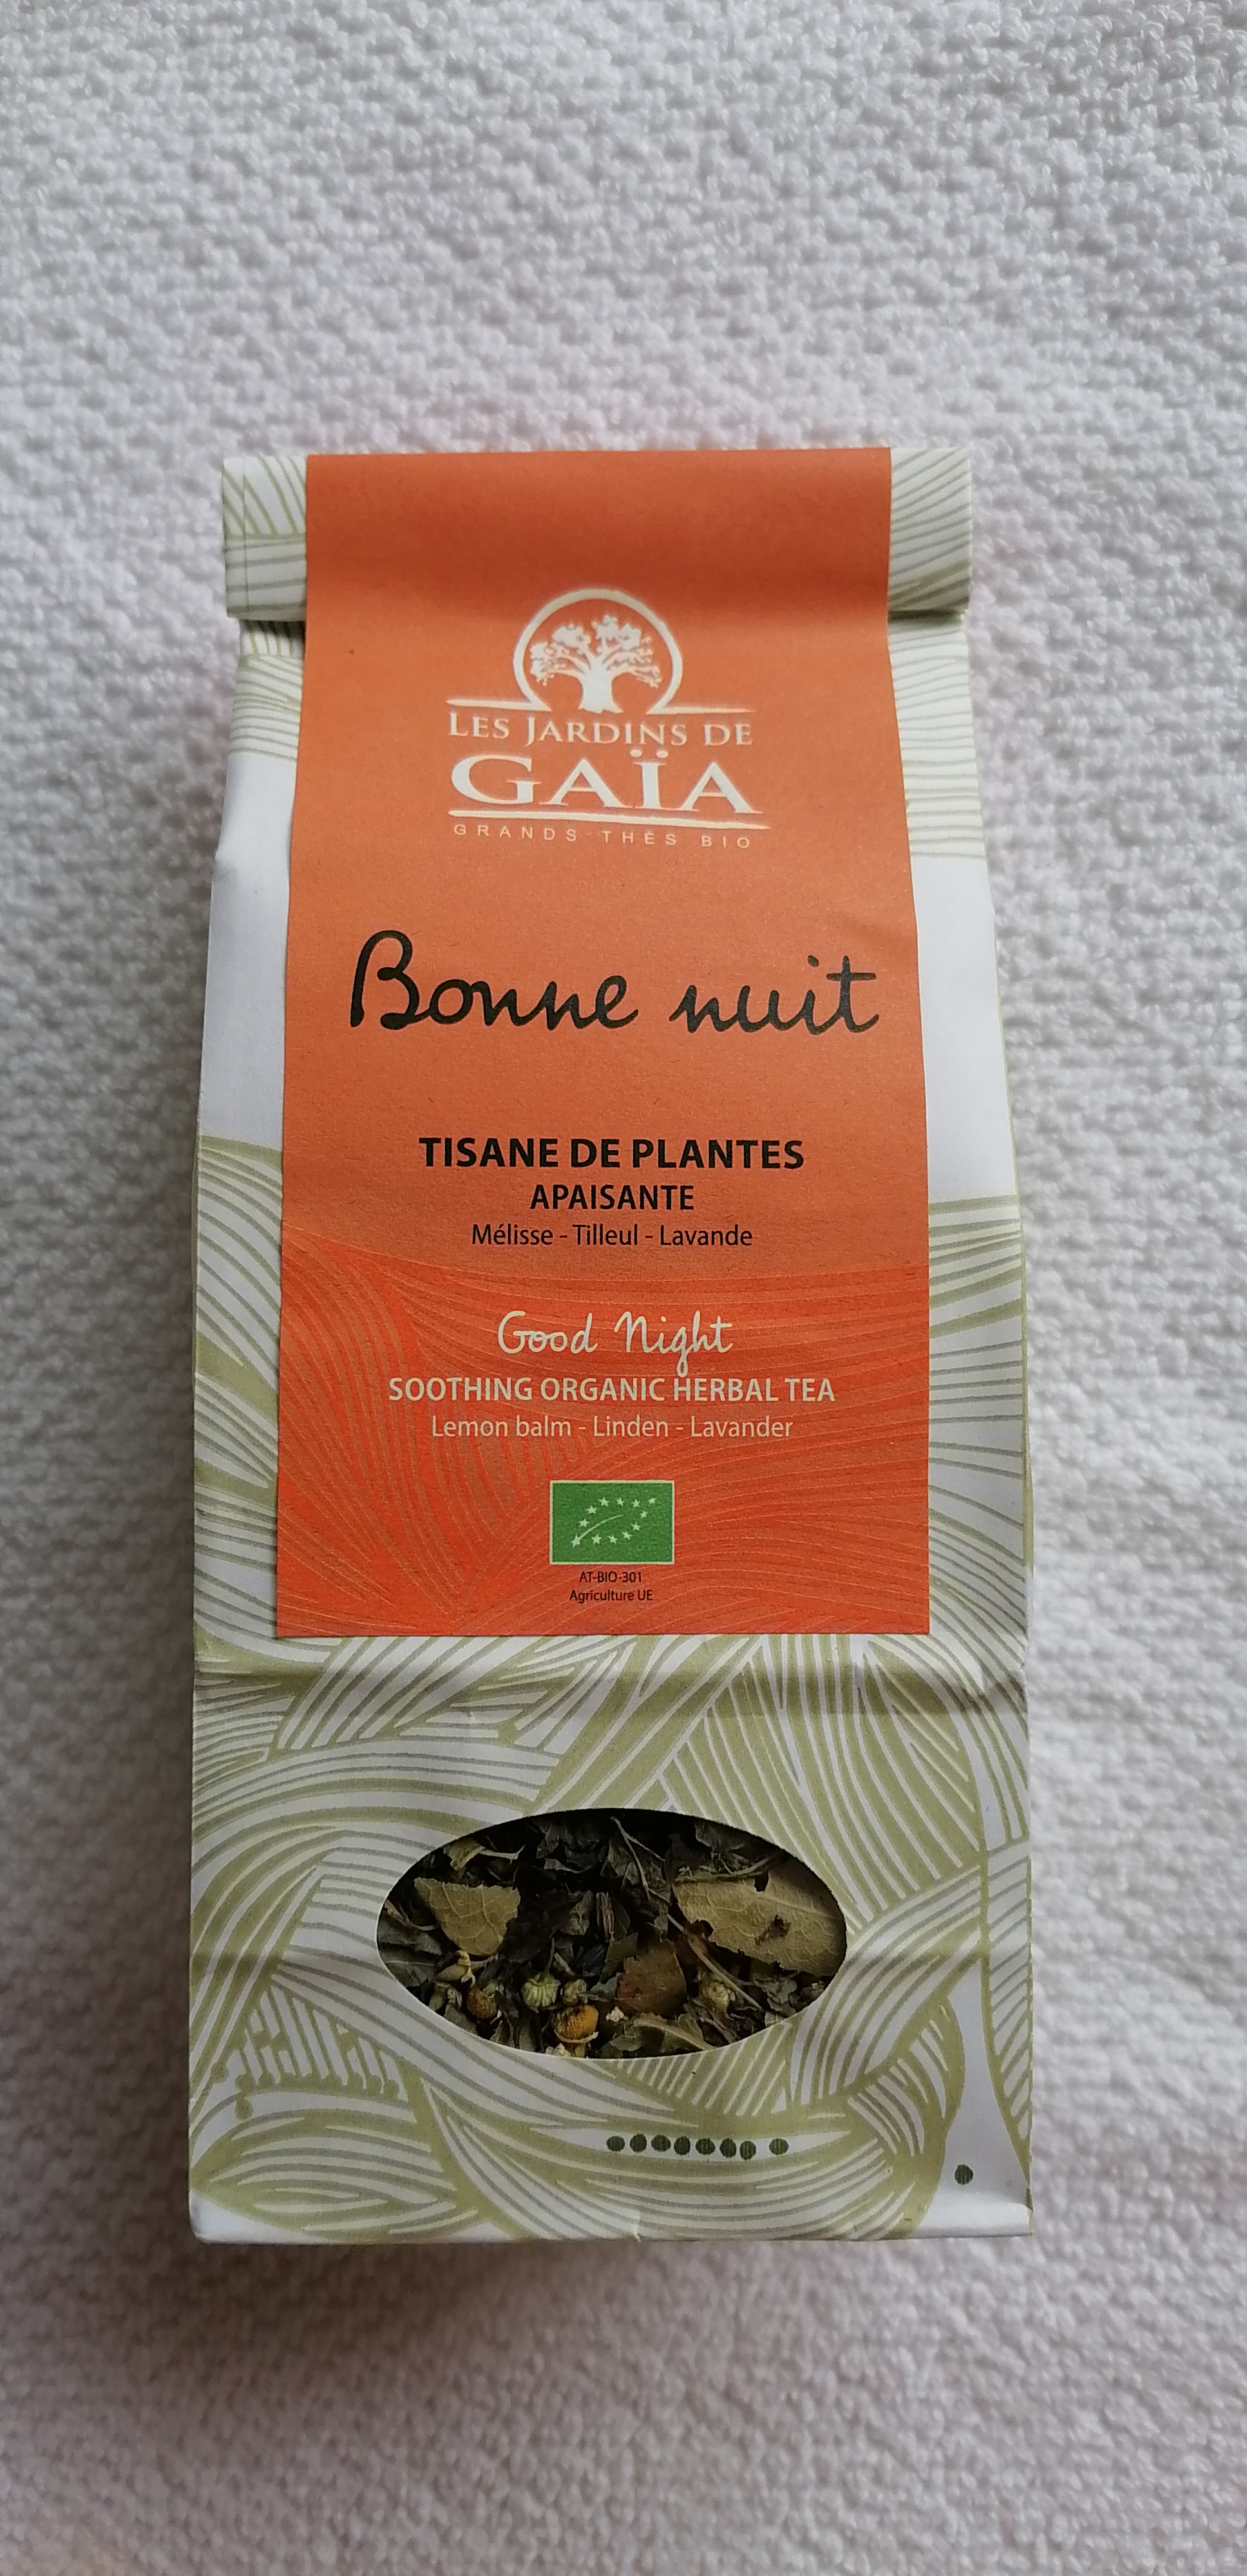 LES JARDINS DE
GAÏA
GRANDS THÉS BIO
Bonne nuit
TISANE DE PLANTES
APAISANTE
Mélisse - Tilleul - Lavande
Good Night
SOOTHING ORGANIC HERBAL TEA
Lemon balm - Linden - Lavander
AT-BIO-301
Agriculture UE